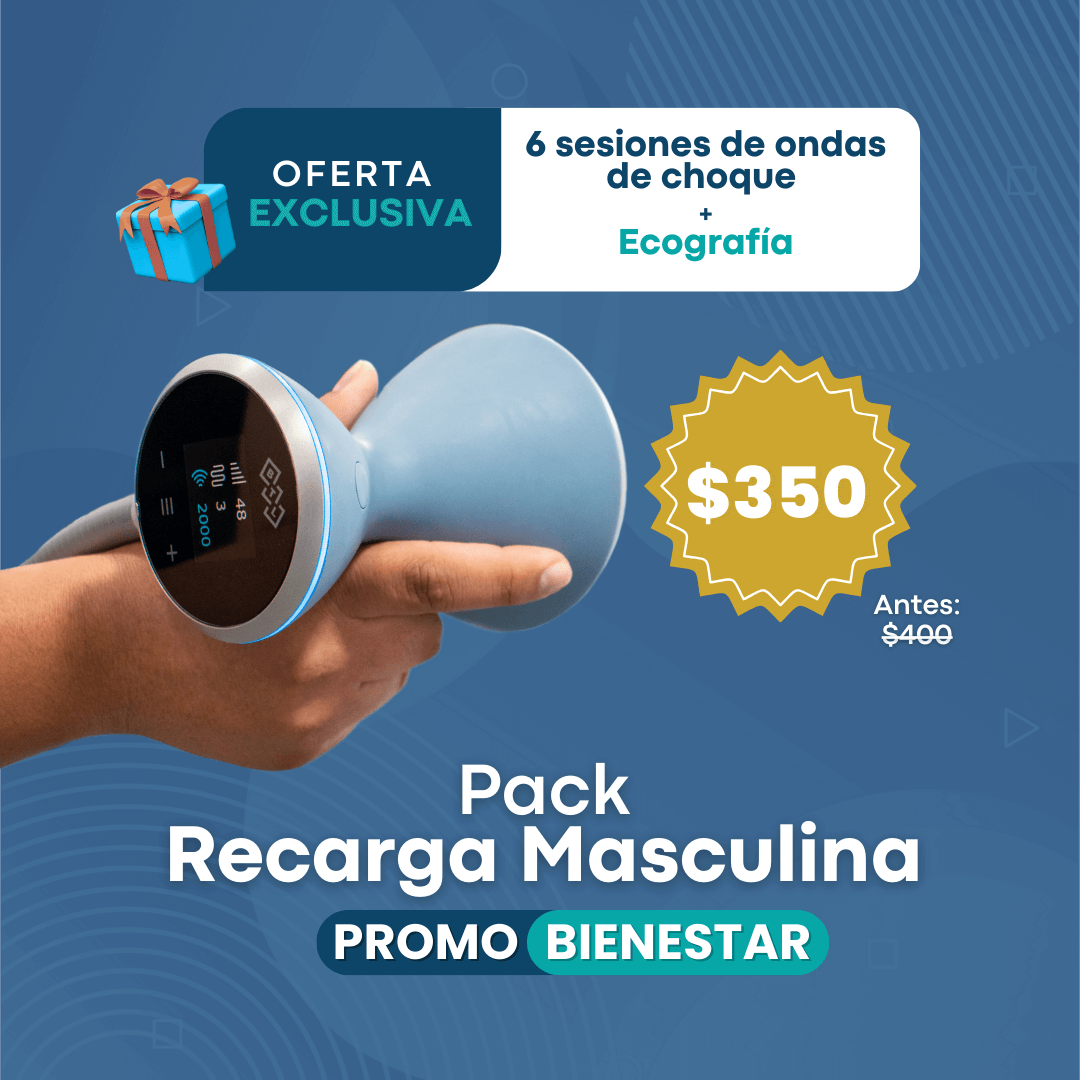 OFERTA
EXCLUSIVA
6 sesiones de ondas
de choque
+
Ecografía
48
3
2000
$350
Antes:
$400
Pack
Recarga Masculina
PROMO BIENESTAR